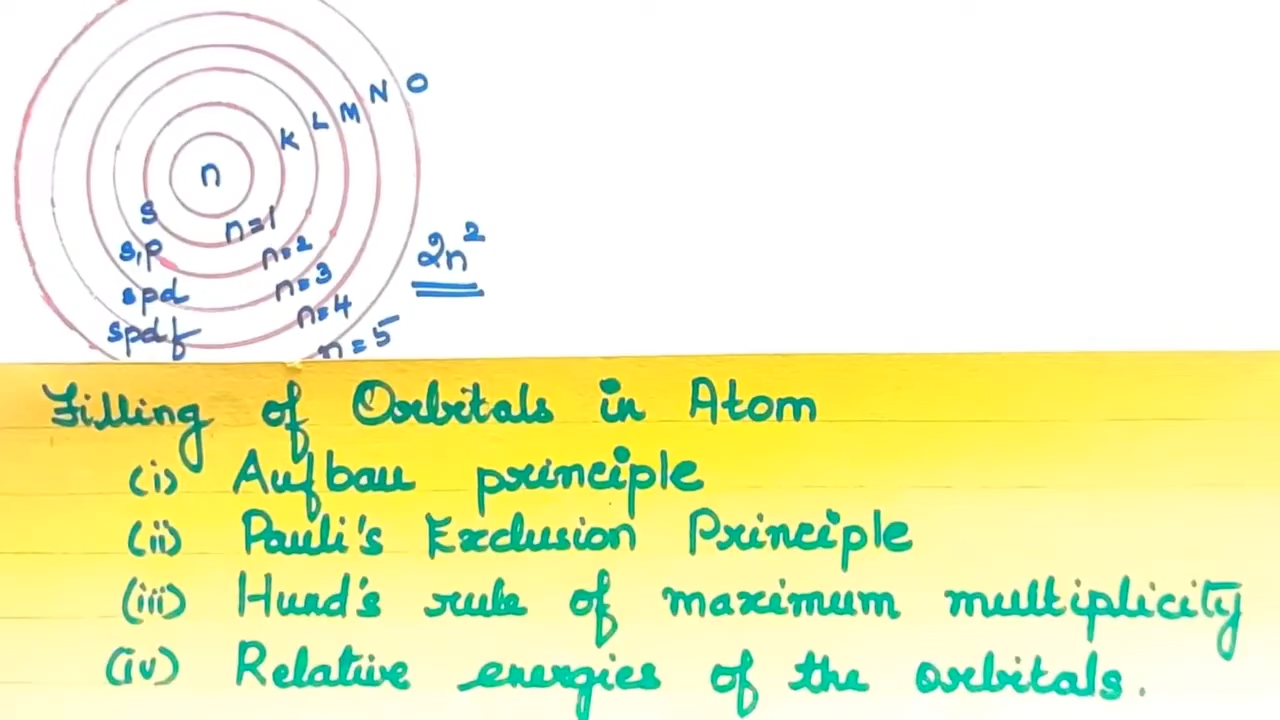 O
N
M
L
K
n
s
n=1
s,p
n=2
2n²
spd
n=3
spdf
n=4
n=5
Filling of Orbitals in Atom
(i) Aufbau principle
(ii) Pauli's Exclusion Principle
(iii) Hund's rule of maximum multiplicity
(iv) Relative energies of the orbitals.